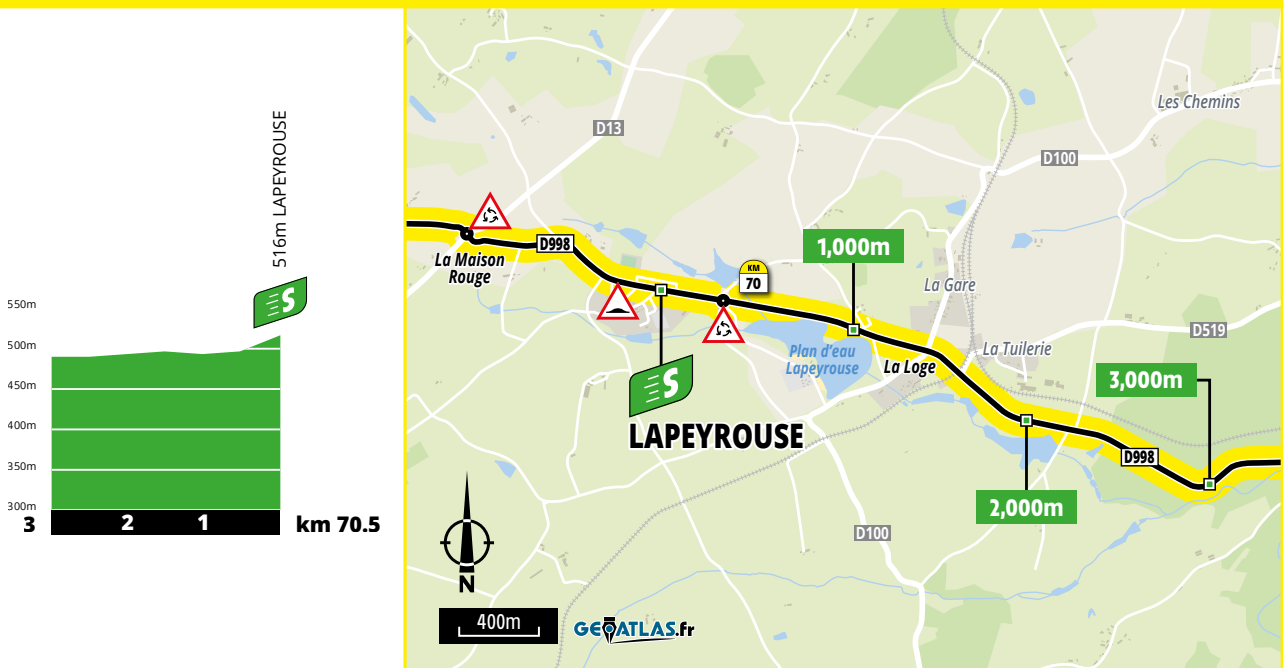 516m LAPEYROUSE
S
550m
500m
450m
400m
350m
300m
3 2 1 km 70.5
Les Chemins
D13
D100
D998
La Maison
Rouge
1,000m
KM
70
La Gare
D519
La Tuilerie
Plan d'eau
Lapeyrouse
La Loge
3,000m
S
LAPEYROUSE
D998
2,000m
D100
N
400m
GEOATLAS.fr